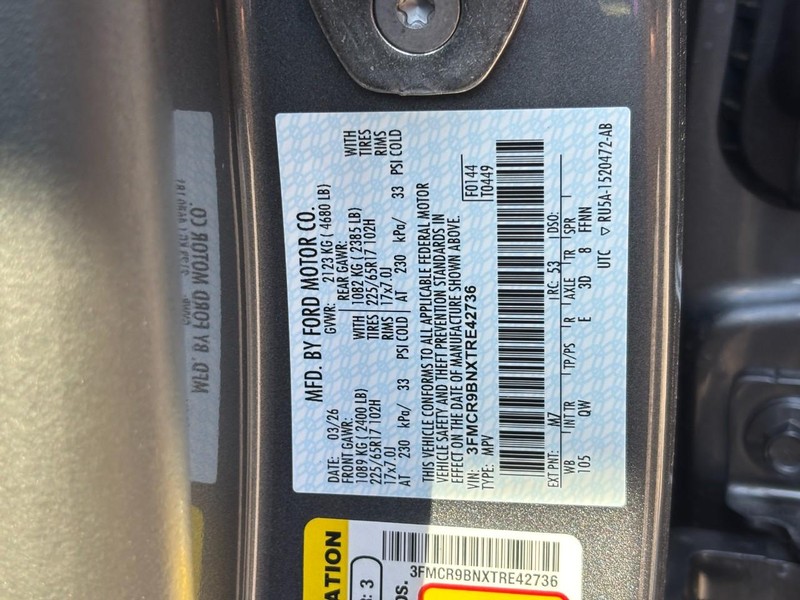 MFD. BY FORD MOTOR CO.
DATE: 03/26 GVWR: 2123 KG ( 4680 LB)
FRONT GAWR: REAR GAWR:
1089 KG ( 2400 LB) WITH 1082 KG ( 2385 LB) WITH
225/65R17 102H TIRES 225/65R17 102H TIRES
17x7.0J RIMS 17x7.0J RIMS
AT 230 kPa/ 33 PSI COLD AT 230 kPa/ 33 PSI COLD
THIS VEHICLE CONFORMS TO ALL APPLICABLE FEDERAL MOTOR
VEHICLE SAFETY AND THEFT PREVENTION STANDARDS IN
EFFECT ON THE DATE OF MANUFACTURE SHOWN ABOVE.
VIN: 3FMCR9BNXTRE42736 F0144
TYPE: MPV T0449
EXT PNT: M7 RC: 53 DSO:
WB INT TR TP/PS R AXLE TR SPR
105 QW E 3D 8 FFNN
UTC ▽ RU5A-1520472-AB
MFD. BY FORD MOTOR CO.
ATION
: 3
OS.
3FMCR9BNXTRE42736